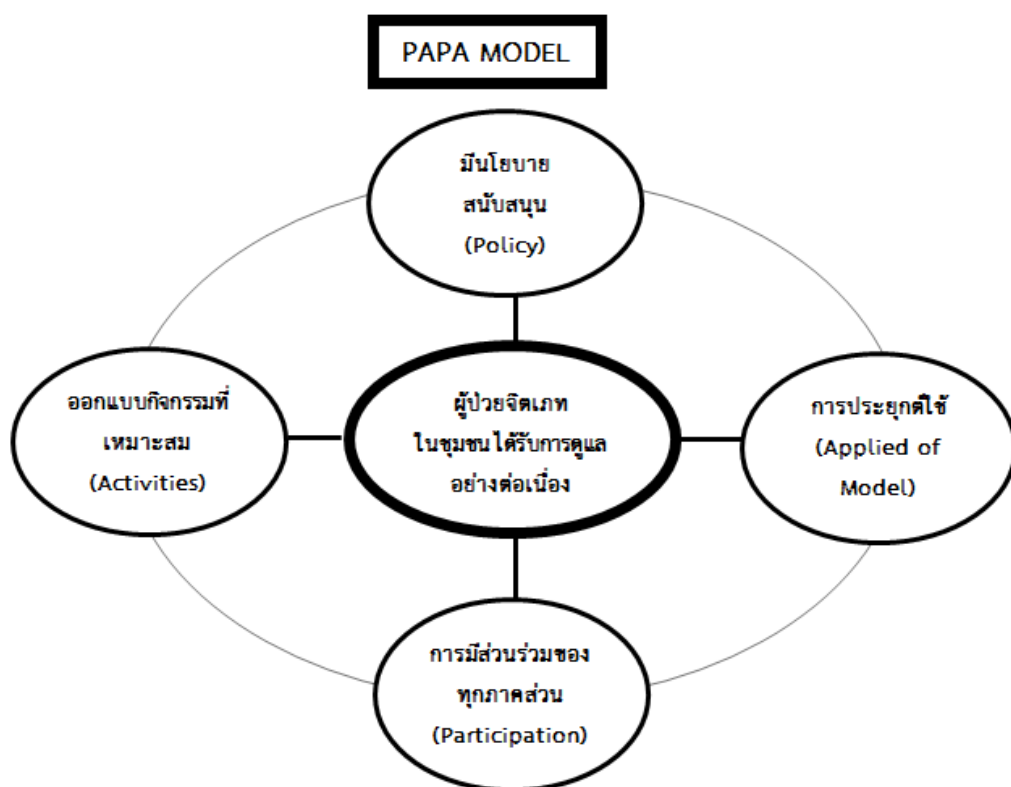 PAPA MODEL
มีนโยบาย
สนับสนุน
(Policy)
ออกแบบกิจกรรมที่
เหมาะสม
(Activities)
ผู้ป่วยจิตเภท
ในชุมชนได้รับการดูแล
อย่างต่อเนื่อง
การประยุกต์ใช้
(Applied of
Model)
การมีส่วนร่วมของ
ทุกภาคส่วน
(Participation)